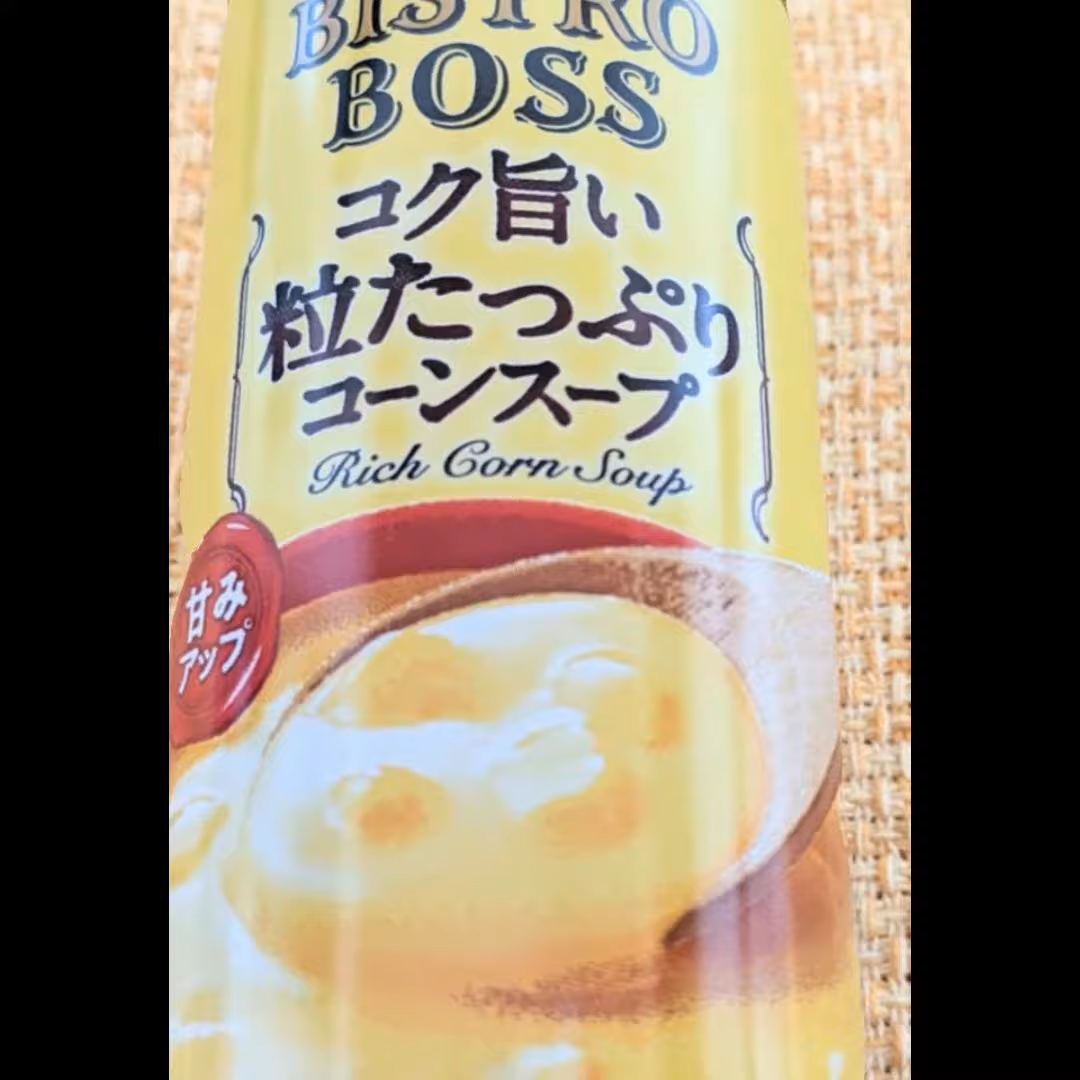 BISTRO
BOSS
コク旨い
粒たっぷり
コーンスープ
Rich Corn Soup
甘み
アップ